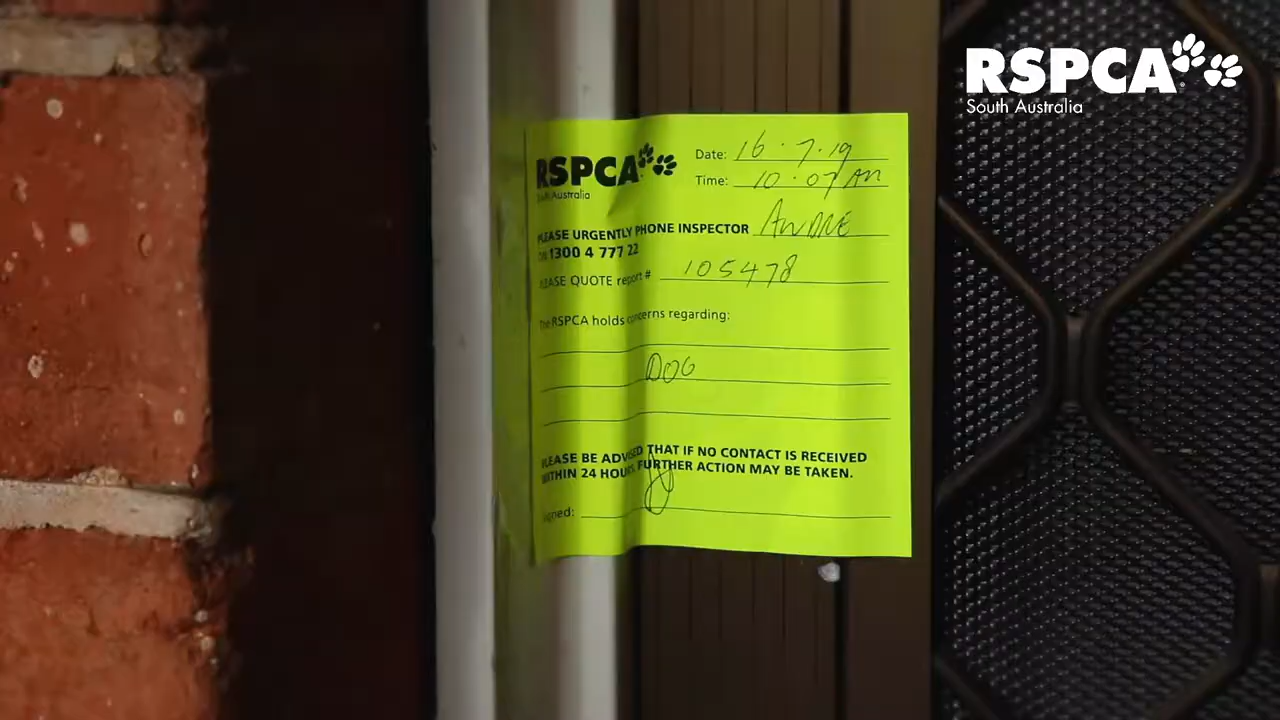 RSPCA
South Australia
RSPCA
South Australia
Date: 16.7.19
Time: 10.07 AM
PLEASE URGENTLY PHONE INSPECTOR ANDRE
ON 1300 4 777 22
PLEASE QUOTE report # 105478
The RSPCA holds concerns regarding:
DOG
PLEASE BE ADVISED THAT IF NO CONTACT IS RECEIVED
WITHIN 24 HOURS, FURTHER ACTION MAY BE TAKEN.
Signed: